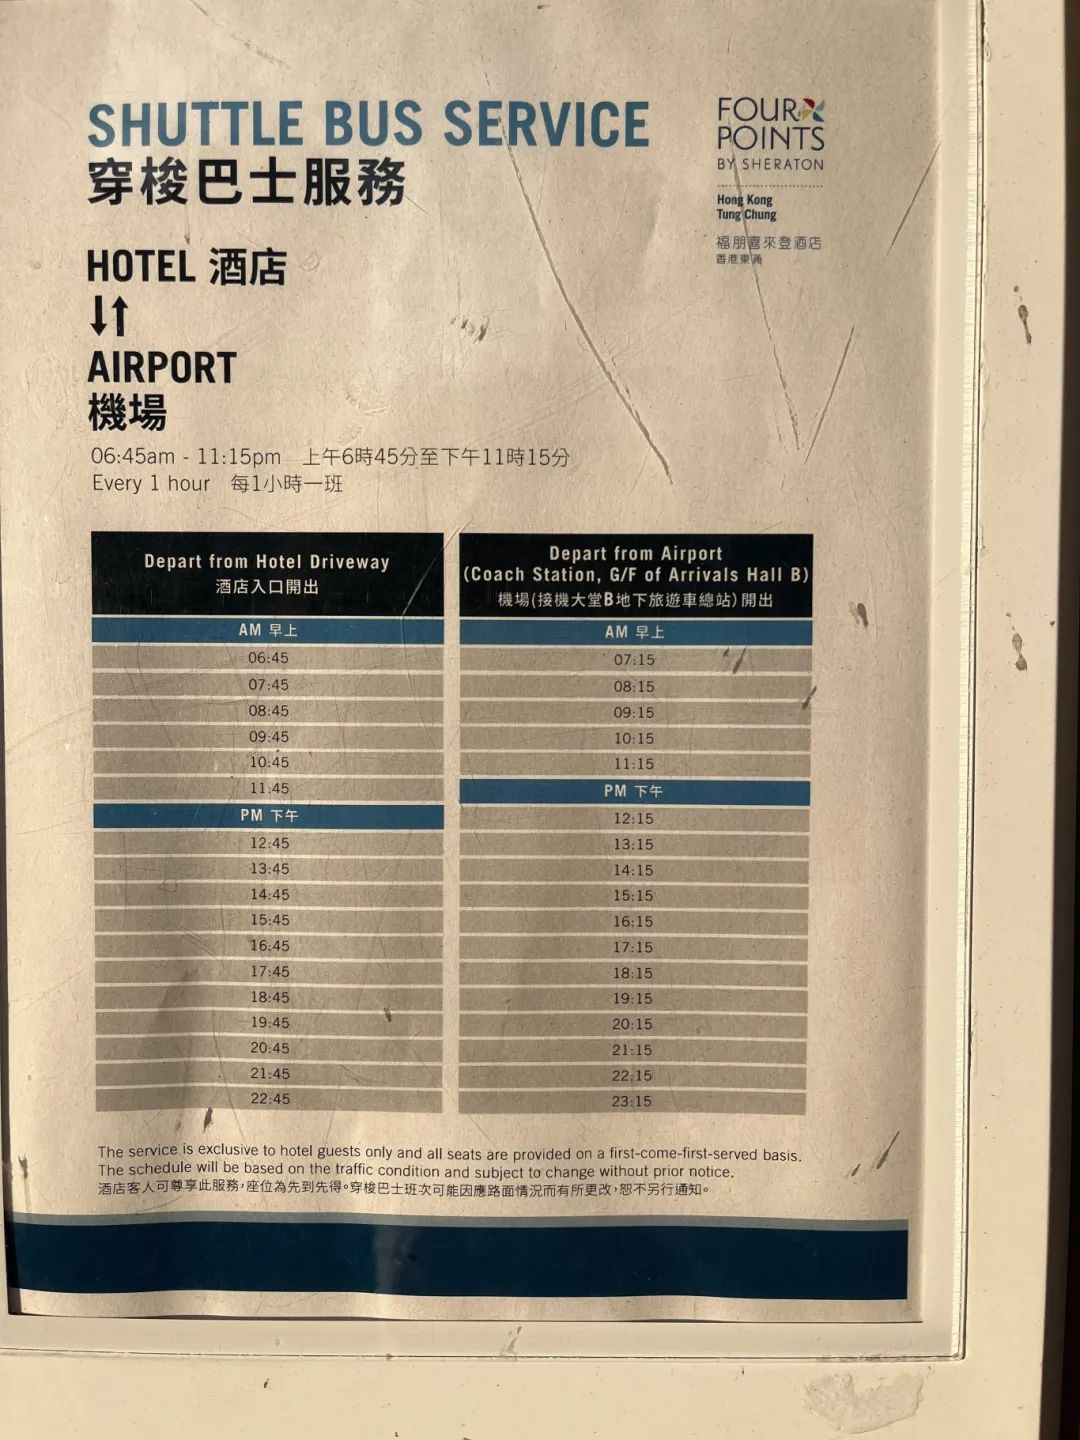 SHUTTLE BUS SERVICE
穿梭巴士服務
FOUR
POINTS
BY SHERATON
Hong Kong
Tung Chung
福朋喜來登酒店
香港東涌
HOTEL 酒店
↓↑
AIRPORT
機場
06:45am - 11:15pm 上午6時45分至下午11時15分
Every 1 hour 每1小時一班
Depart from Hotel Driveway
酒店入口開出
AM 早上
06:45
07:45
08:45
09:45
10:45
11:45
PM 下午
12:45
13:45
14:45
15:45
16:45
17:45
18:45
19:45
20:45
21:45
22:45
Depart from Airport
(Coach Station, G/F of Arrivals Hall B)
機場(接機大堂B地下旅遊車總站)開出
AM 早上
07:15
08:15
09:15
10:15
11:15
PM 下午
12:15
13:15
14:15
15:15
16:15
17:15
18:15
19:15
20:15
21:15
22:15
23:15
The service is exclusive to hotel guests only and all seats are provided on a first-come-first-served basis.
The schedule will be based on the traffic condition and subject to change without prior notice.
酒店客人可尊享此服務,座位為先到先得。穿梭巴士班次可能因應路面情況而有所更改,恕不另行通知。